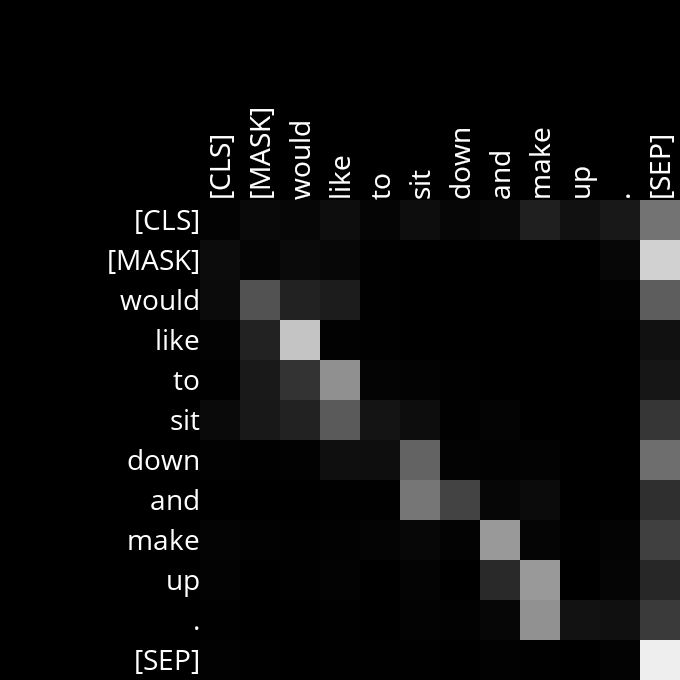 [CLS] [MASK] would like to sit down and make up . [SEP]
[CLS]
[MASK]
would
like
to
sit
down
and
make
up
.
[SEP]